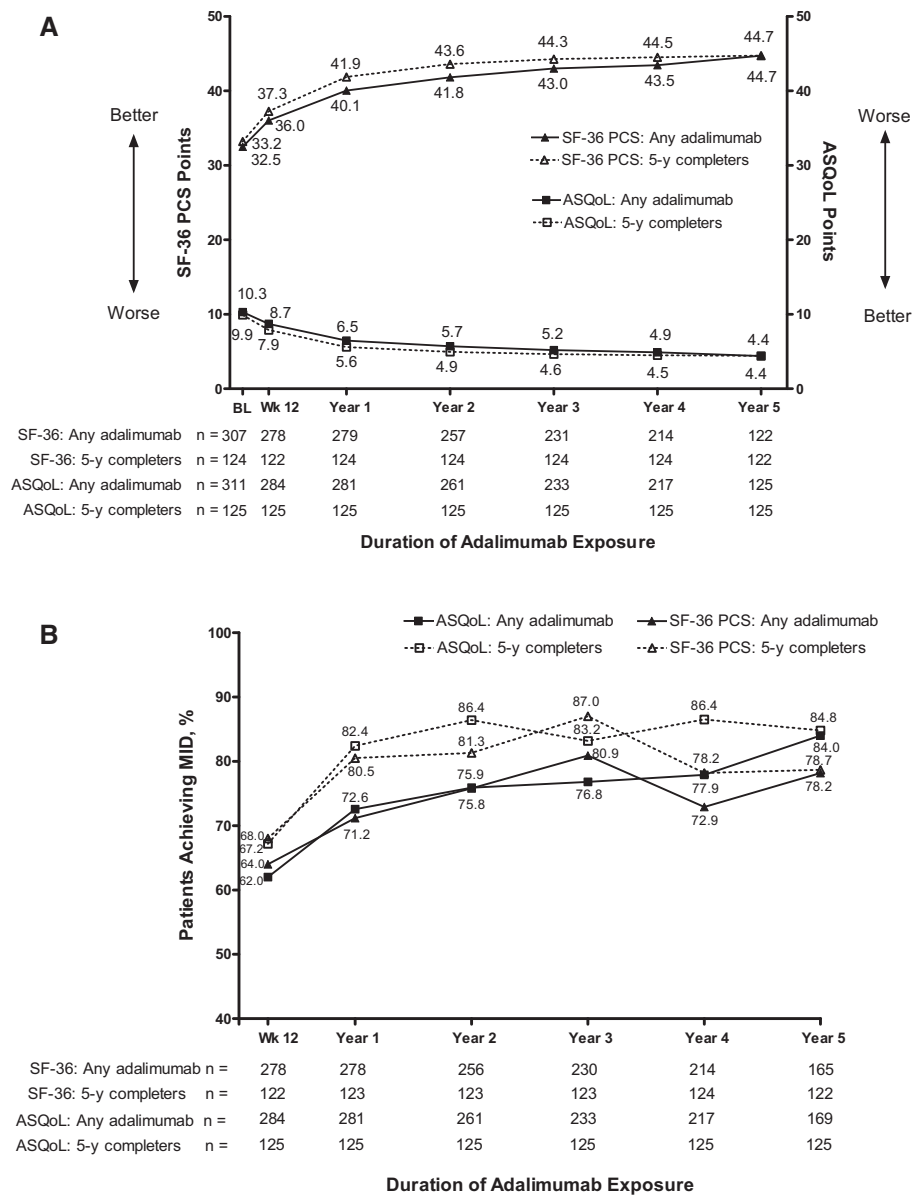 A
50
50
44.7
44.5
44.3
43.6
41.9
44.7
43.5
43.0
41.8
40.1
40
40
37.3
36.0
33.2
32.5
Better
Worse
SF-36 PCS Points
ASQoL Points
SF-36 PCS: Any adalimumab
SF-36 PCS: 5-y completers
ASQoL: Any adalimumab
ASQoL: 5-y completers
30
30
20
20
Worse
Better
10.3
8.7
6.5
5.7
5.2
4.9
4.4
10
10
9.9
7.9
5.6
4.9
4.6
4.5
4.4
0
0
BL Wk 12 Year 1 Year 2 Year 3 Year 4 Year 5
SF-36: Any adalimumab n = 307 278 279 257 231 214 122
SF-36: 5-y completers n = 124 122 124 124 124 124 122
ASQoL: Any adalimumab n = 311 284 281 261 233 217 125
ASQoL: 5-y completers n = 125 125 125 125 125 125 125
Duration of Adalimumab Exposure
B
ASQoL: Any adalimumab SF-36 PCS: Any adalimumab
ASQoL: 5-y completers SF-36 PCS: 5-y completers
Patients Achieving MID, %
100
90
80
70
60
50
40
82.4
86.4
87.0
83.2
86.4
84.8
84.0
80.5
81.3
80.9
78.2
78.7
78.2
72.6
75.9
77.9
71.2
75.8
76.8
72.9
68.0
67.2
64.0
62.0
Wk 12 Year 1 Year 2 Year 3 Year 4 Year 5
SF-36: Any adalimumab n = 278 278 256 230 214 165
SF-36: 5-y completers n = 122 123 123 123 124 122
ASQoL: Any adalimumab n = 284 281 261 233 217 169
ASQoL: 5-y completers n = 125 125 125 125 125 125
Duration of Adalimumab Exposure